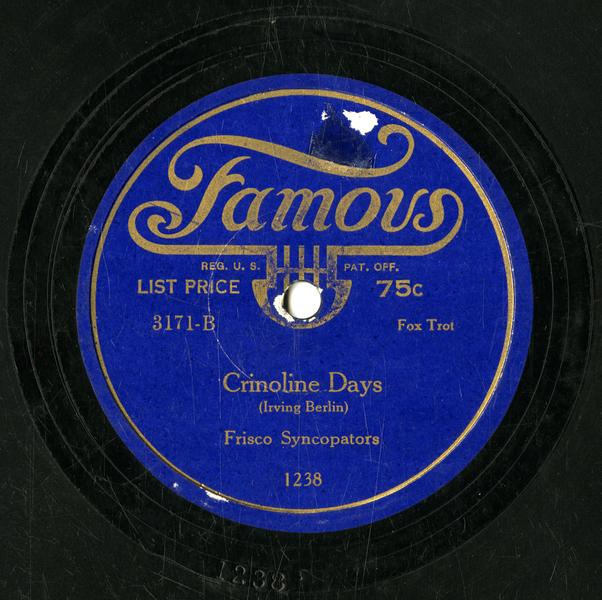 Famous
REG. U. S. PAT. OFF.
LIST PRICE 75c
3171-B Fox Trot
Crinoline Days
(Irving Berlin)
Frisco Syncopators
1238
1238